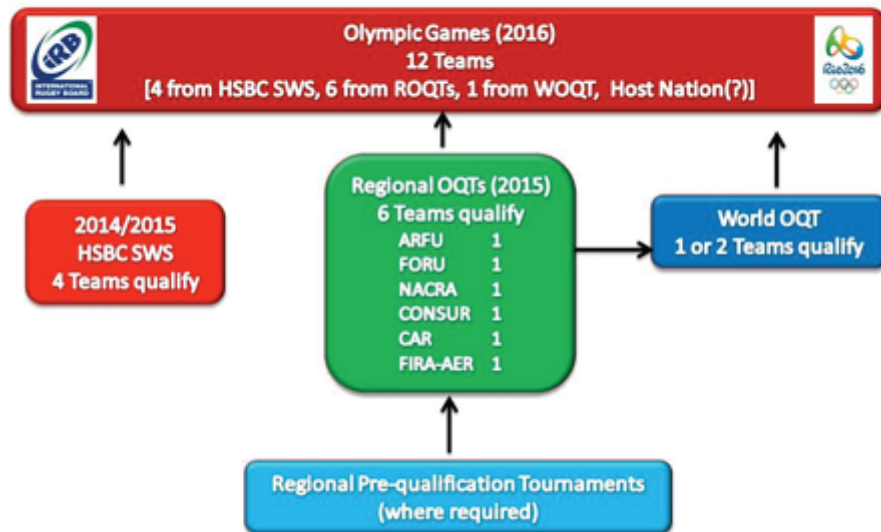 Olympic Games (2016)
12 Teams
[4 from HSBC SWS, 6 from ROQTs, 1 from WOQT, Host Nation(?)]
iRB
INTERNATIONAL
RUGBY BOARD
Rio2016
2014/2015
HSBC SWS
4 Teams qualify
Regional OQTs (2015)
6 Teams qualify
ARFU 1
FORU 1
NACRA 1
CONSUR 1
CAR 1
FIRA-AER 1
World OQT
1 or 2 Teams qualify
Regional Pre-qualification Tournaments
(where required)